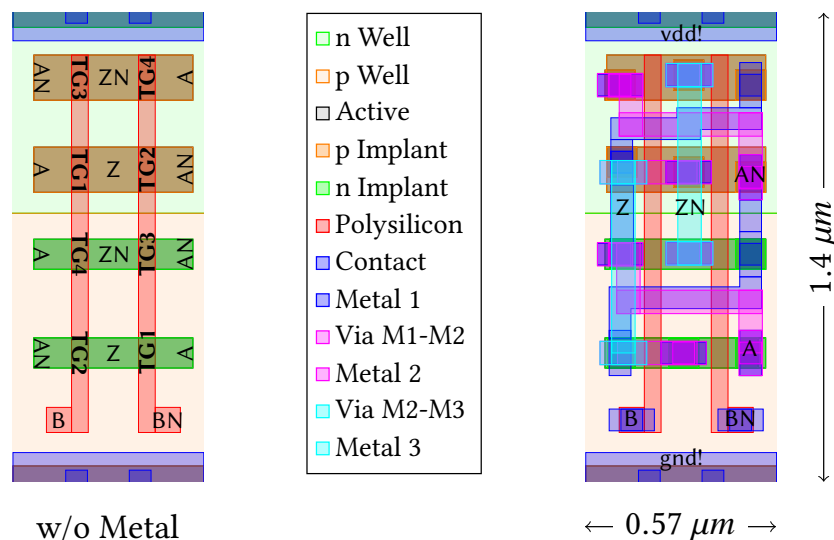 AN
TG3
ZN
TG4
A
A
TG1
Z
TG2
AN
A
TG4
ZN
TG3
AN
AN
TG2
Z
TG1
A
B
BN
w/o Metal
n Well
p Well
Active
p Implant
n Implant
Polysilicon
Contact
Metal 1
Via M1-M2
Metal 2
Via M2-M3
Metal 3
vdd!
AN
Z
ZN
A
B
BN
gnd!
0.57 μm
1.4 μm